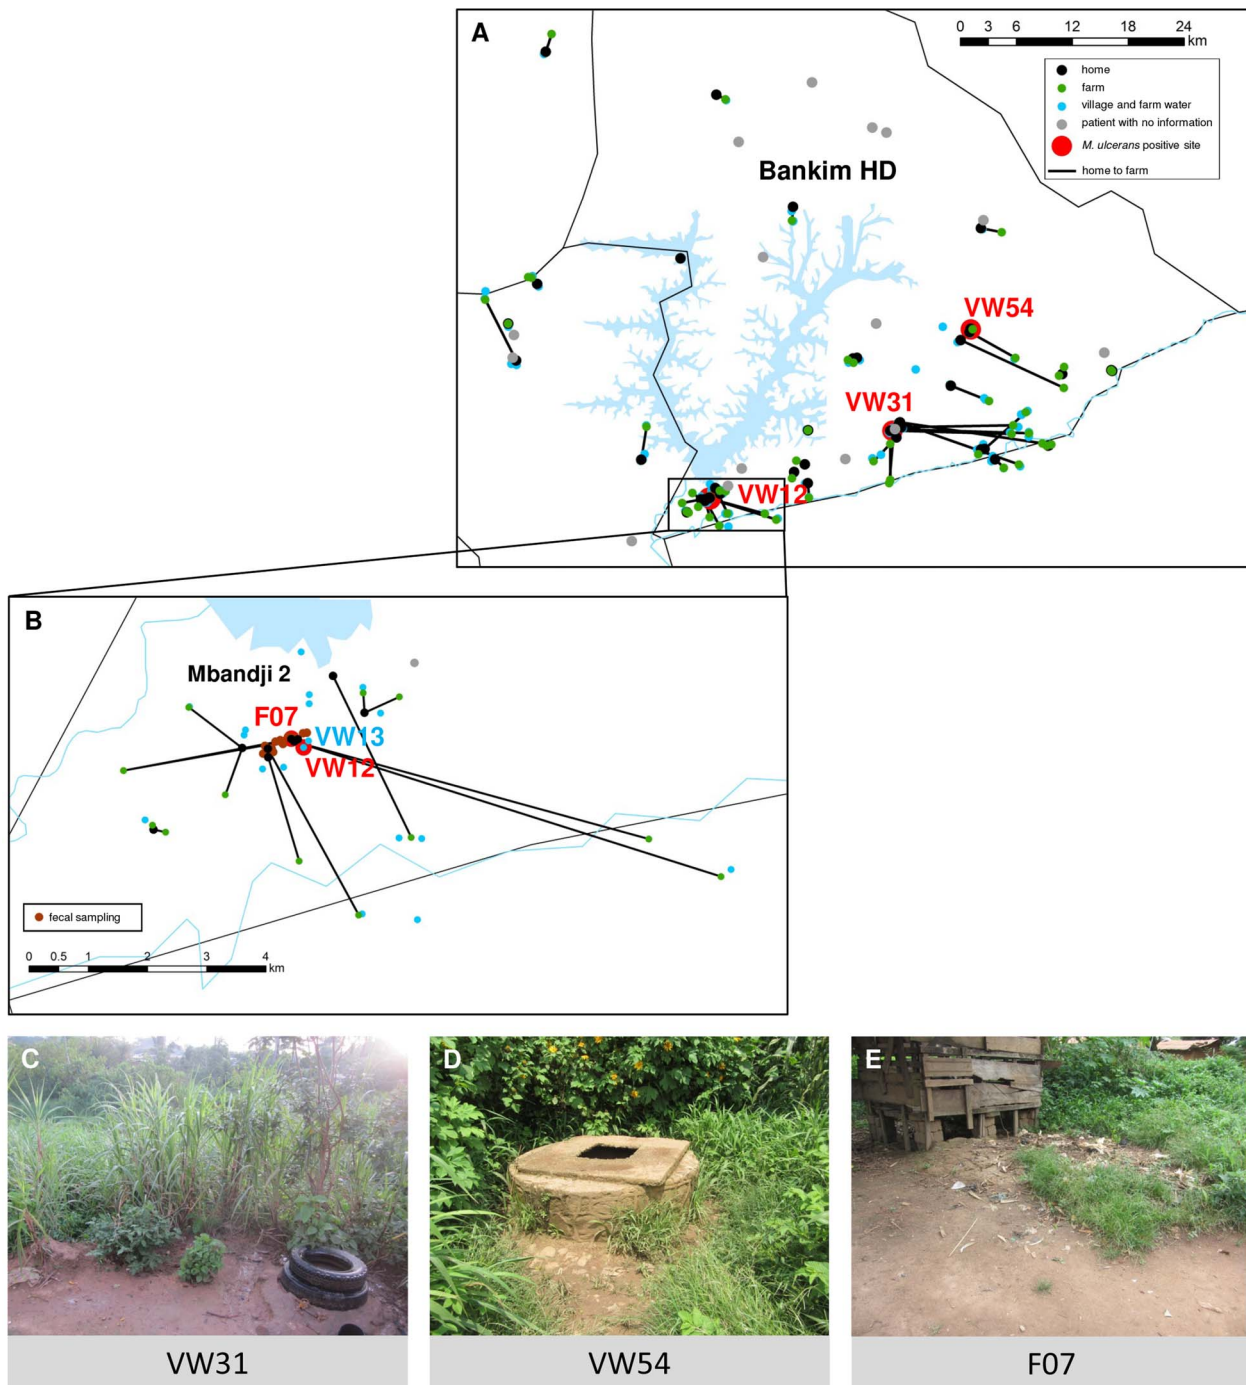 A
0 3 6 12 18 24
km
home
farm
village and farm water
patient with no information
M. ulcerans positive site
home to farm
Bankim HD
VW54
VW31
VW12
B
Mbandji 2
F07
VW13
VW12
fecal sampling
0 0.5 1 2 3 4
km
C
D
E
VW31
VW54
F07